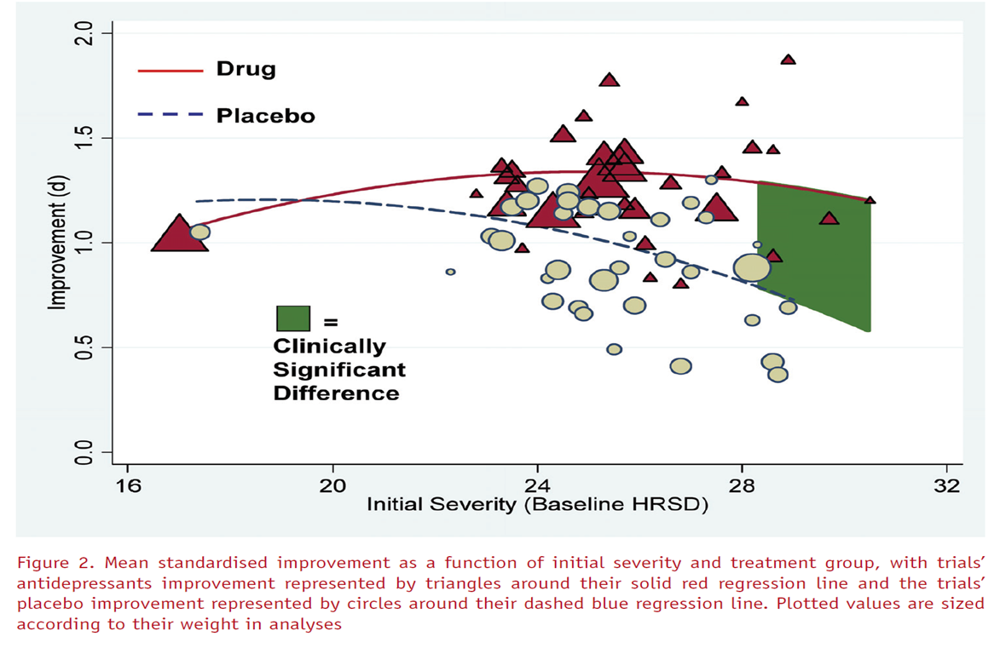 2.0
Drug
Placebo
1.5
Improvement (d)
1.0
=
Clinically
Significant
Difference
0.5
0.0
16 20 24 28 32
Initial Severity (Baseline HRSD)
Figure 2. Mean standardised improvement as a function of initial severity and treatment group, with trials’
antidepressants improvement represented by triangles around their solid red regression line and the trials’
placebo improvement represented by circles around their dashed blue regression line. Plotted values are sized
according to their weight in analyses